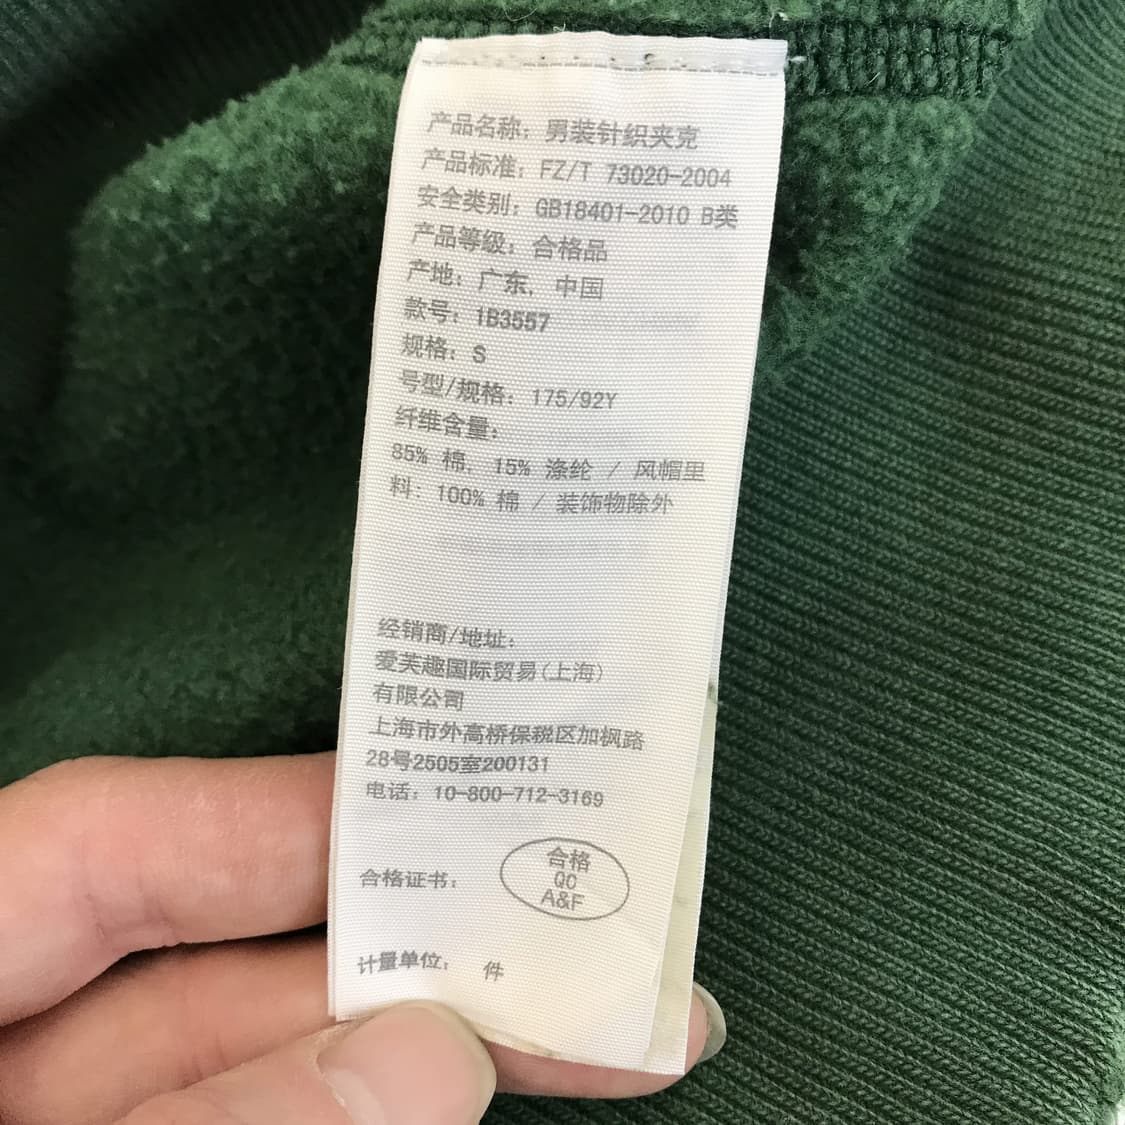 产品名称: 男装针织夹克
产品标准: FZ/T 73020-2004
安全类别: GB18401-2010 B类
产品等级: 合格品
产地: 广东, 中国
款号: 1B3557
规格: S
号型/规格: 175/92Y
纤维含量:
85% 棉, 15% 涤纶 / 风帽里
料: 100% 棉 / 装饰物除外
经销商/地址:
爱芙趣国际贸易(上海)
有限公司
上海市外高桥保税区加枫路
28号2505室200131
电话: 10-800-712-3169
合格证书:
合格
QC
A&F
计量单位: 件